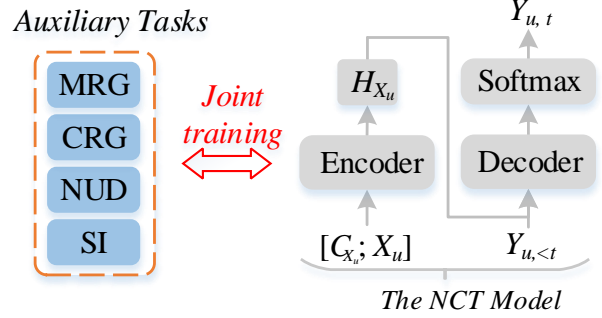 Auxiliary Tasks
MRG
CRG
NUD
SI
Joint
training
Y_{u, t}
H_{X_u}
Softmax
Encoder
Decoder
[C_{X_u}; X_u]
Y_{u,<t}
The NCT Model